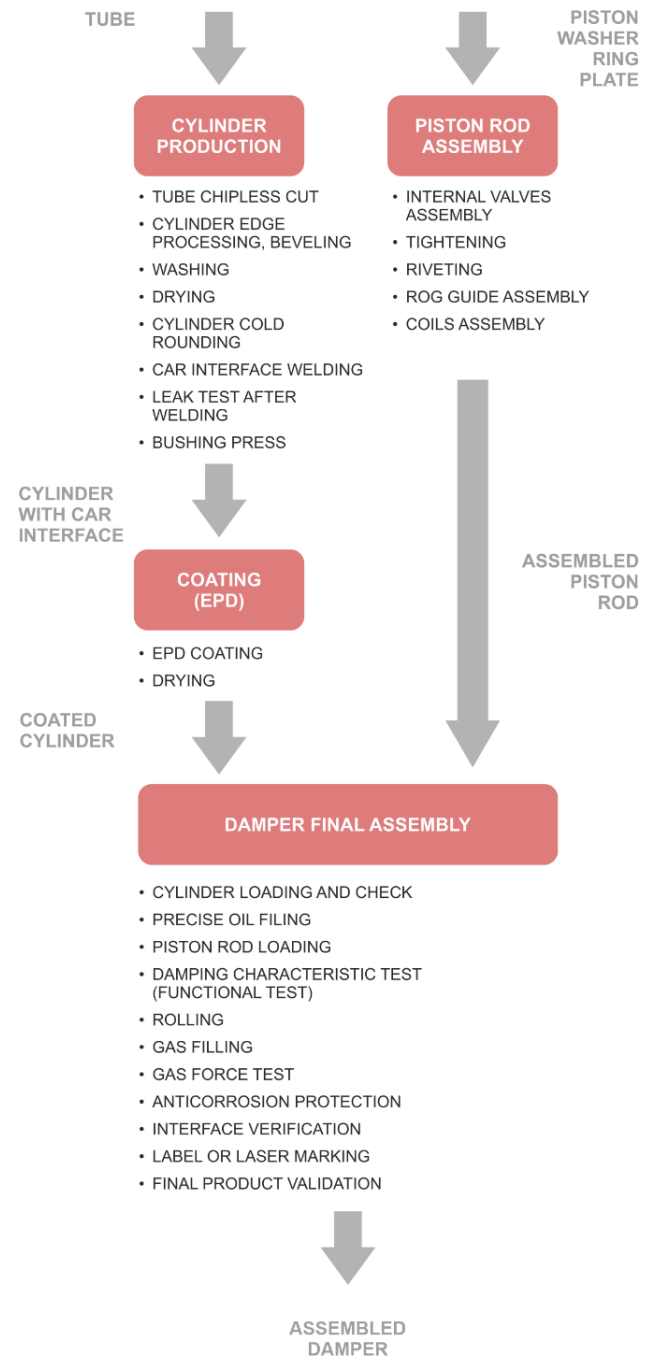 TUBE
PISTON
WASHER
RING
PLATE
CYLINDER
PRODUCTION
• TUBE CHIPLESS CUT
• CYLINDER EDGE
PROCESSING, BEVELING
• WASHING
• DRYING
• CYLINDER COLD
ROUNDING
• CAR INTERFACE WELDING
• LEAK TEST AFTER
WELDING
• BUSHING PRESS
PISTON ROD
ASSEMBLY
• INTERNAL VALVES
ASSEMBLY
• TIGHTENING
• RIVETING
• ROG GUIDE ASSEMBLY
• COILS ASSEMBLY
CYLINDER
WITH CAR
INTERFACE
COATING
(EPD)
• EPD COATING
• DRYING
ASSEMBLED
PISTON
ROD
COATED
CYLINDER
DAMPER FINAL ASSEMBLY
• CYLINDER LOADING AND CHECK
• PRECISE OIL FILING
• PISTON ROD LOADING
• DAMPING CHARACTERISTIC TEST
(FUNCTIONAL TEST)
• ROLLING
• GAS FILLING
• GAS FORCE TEST
• ANTICORROSION PROTECTION
• INTERFACE VERIFICATION
• LABEL OR LASER MARKING
• FINAL PRODUCT VALIDATION
ASSEMBLED
DAMPER